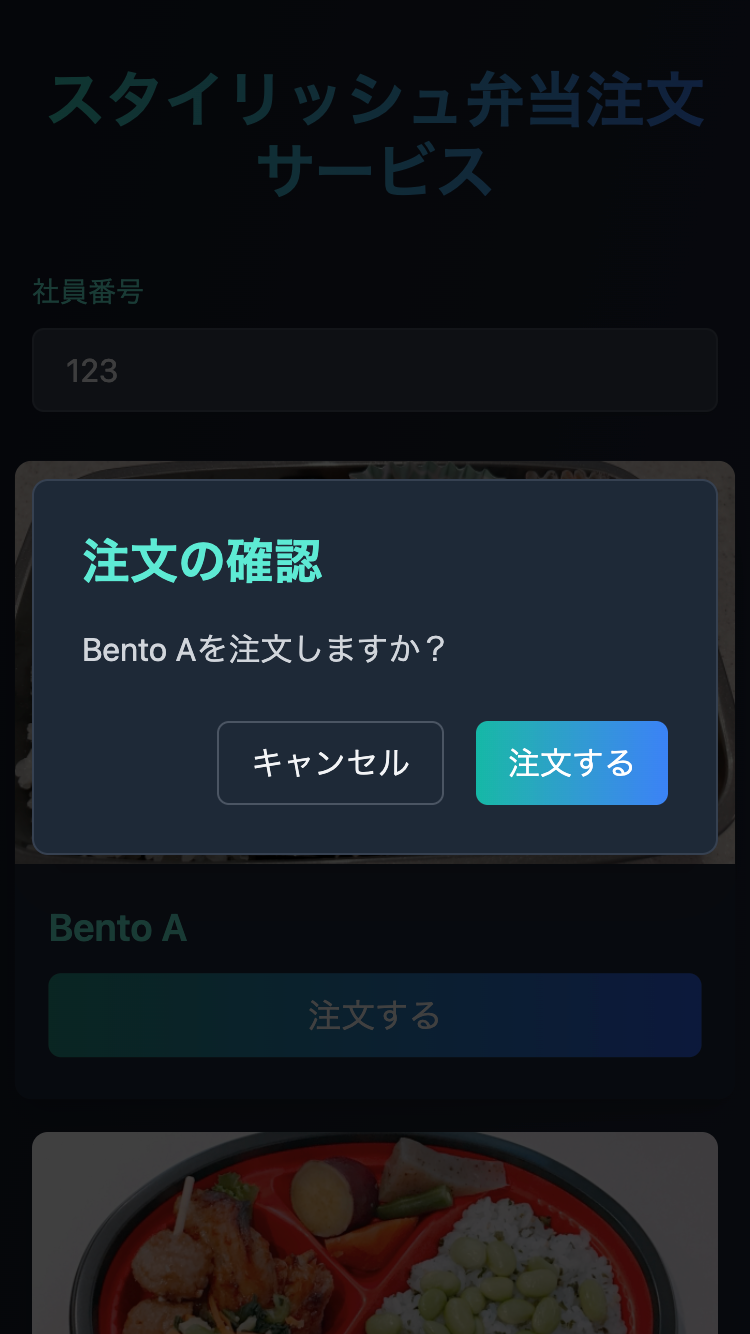 スタイリッシュ弁当注文
サービス
社員番号
123
注文の確認
Bento Aを注文しますか？
キャンセル
注文する
Bento A
注文する